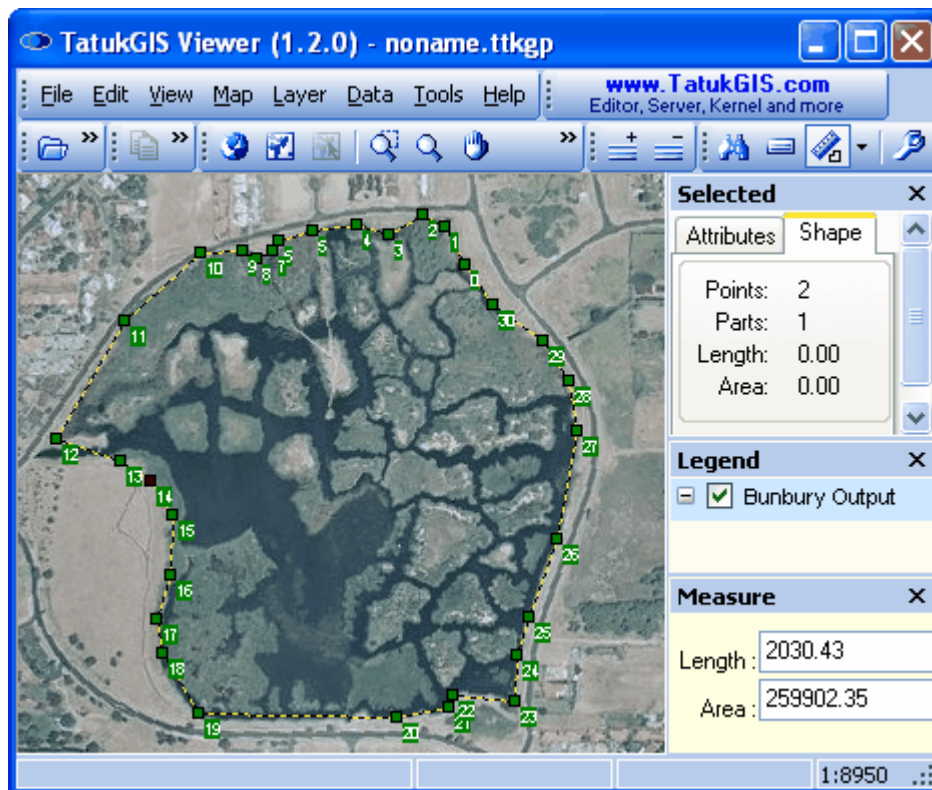 TatukGIS Viewer (1.2.0) - noname.ttkgp
File Edit View Map Layer Data Tools Help
www.TatukGIS.com
Editor, Server, Kernel and more
Selected
Attributes Shape
Points: 2
Parts: 1
Length: 0.00
Area: 0.00
Legend
Bunbury Output
Measure
Length : 2030.43
Area : 259902.35
1:8950
0
1
2
3
4
5
5
7
8
9
10
11
12
13
14
15
16
17
18
19
20
21
22
23
24
25
26
27
28
29
30